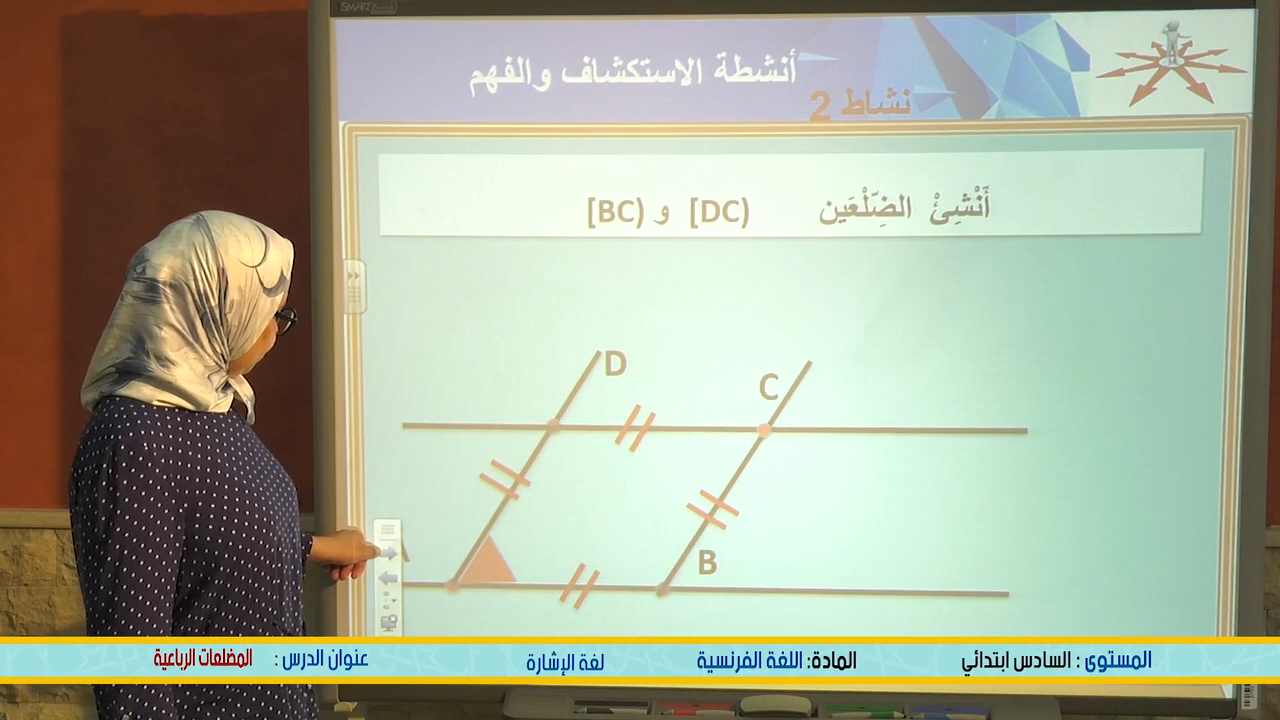 SMART
أنشطة الاستكشاف والفهم
نشاط 2
أَنْشِئْ الضِّلْعَين [DC) و [BC)
D
C
B
المستوى : السادس ابتدائي المادة: اللغة الفرنسية لغة الإشارة عنوان الدرس : المضلعات الرباعية